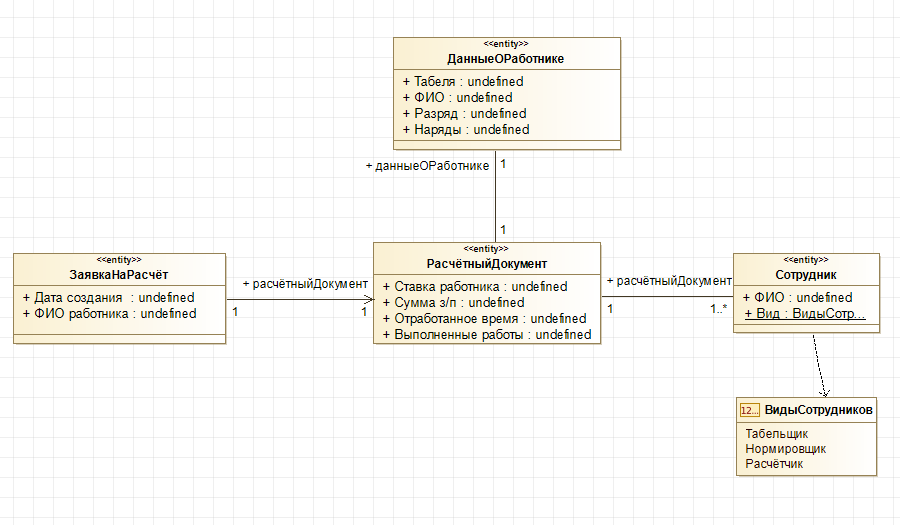 <<entity>>
ДанныеОРаботнике
+ Табеля : undefined
+ ФИО : undefined
+ Разряд : undefined
+ Наряды : undefined
+ данныеОРаботнике
1
1
<<entity>>
ЗаявкаНаРасчёт
+ Дата создания : undefined
+ ФИО работника : undefined
+ расчётныйДокумент
1
1
<<entity>>
РасчётныйДокумент
+ Ставка работника : undefined
+ Сумма з/п : undefined
+ Отработанное время : undefined
+ Выполненные работы : undefined
+ расчётныйДокумент
1
1..*
<<entity>>
Сотрудник
+ ФИО : undefined
+ Вид : ВидыСотр...
12...
ВидыСотрудников
Табельщик
Нормировщик
Расчётчик